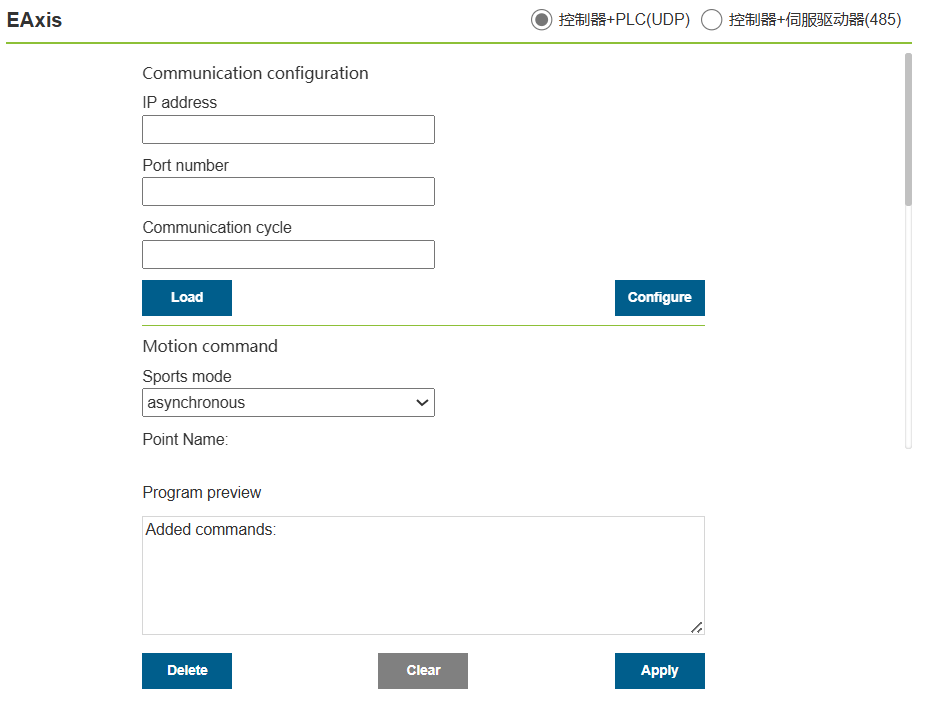 EAxis
控制器+PLC(UDP) 控制器+伺服驱动器(485)
Communication configuration
IP address
Port number
Communication cycle
Load Configure
Motion command
Sports mode
asynchronous
Point Name:
Program preview
Added commands:
Delete Clear Apply